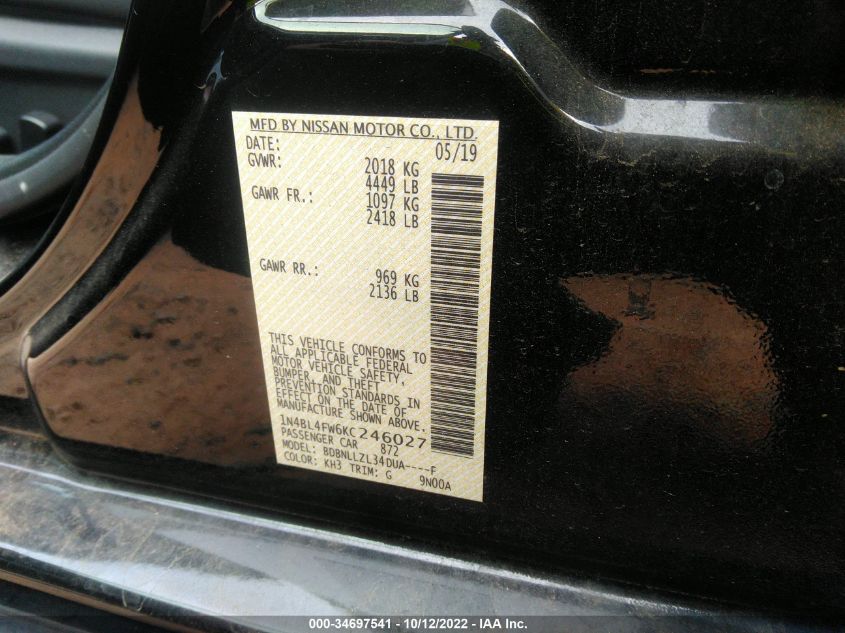 MFD BY NISSAN MOTOR CO., LTD.
DATE: 05/19
GVWR: 2018 KG
4449 LB
GAWR FR.: 1097 KG
2418 LB
GAWR RR.: 969 KG
2136 LB
THIS VEHICLE CONFORMS TO
ALL APPLICABLE FEDERAL
MOTOR VEHICLE SAFETY,
BUMPER, AND THEFT
PREVENTION STANDARDS IN
EFFECT ON THE DATE OF
MANUFACTURE SHOWN ABOVE.
1N4BL4FW6KC246027
PASSENGER CAR 872
MODEL: BDBNLLZL34DUA----F
COLOR: KH3 TRIM: G 9N00A
000-34697541 - 10/12/2022 - IAA Inc.